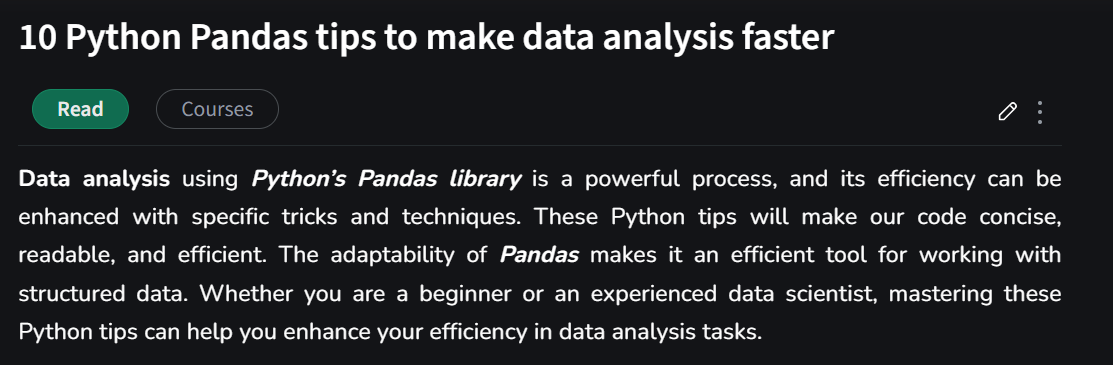 10 Python Pandas tips to make data analysis faster
Read
Courses
Data analysis using Python’s Pandas library is a powerful process, and its efficiency can be
enhanced with specific tricks and techniques. These Python tips will make our code concise,
readable, and efficient. The adaptability of Pandas makes it an efficient tool for working with
structured data. Whether you are a beginner or an experienced data scientist, mastering these
Python tips can help you enhance your efficiency in data analysis tasks.